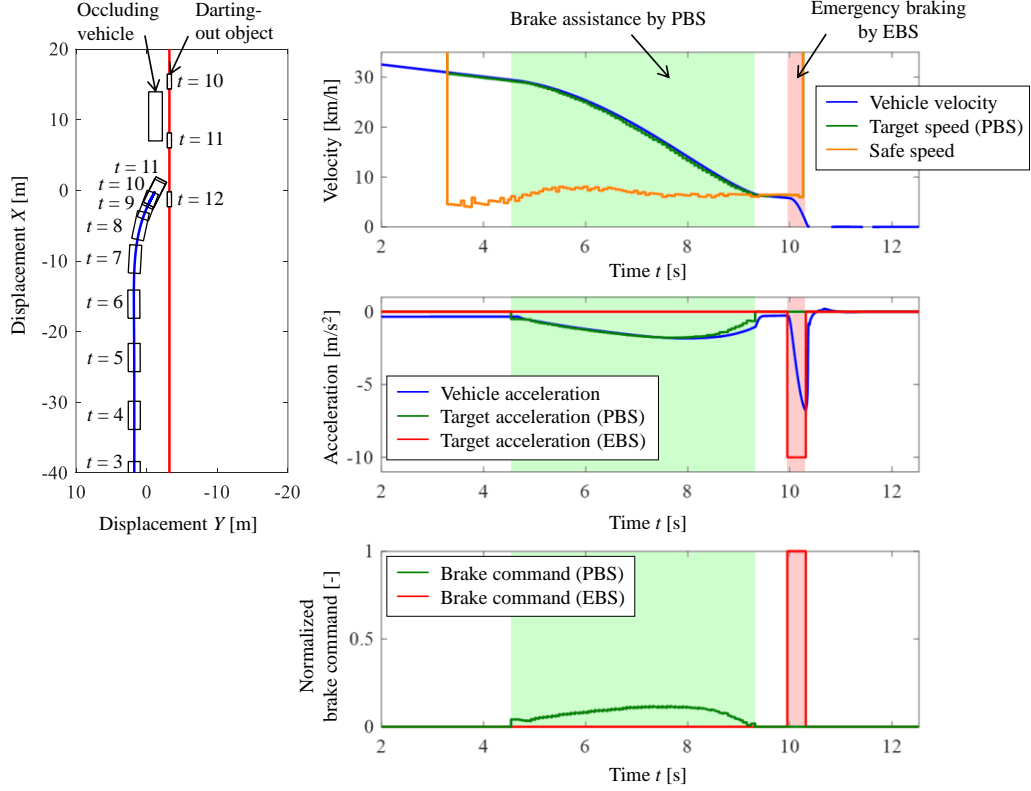 Occluding
vehicle
Darting-
out object
20
10
0
-10
-20
-30
-40
10
0
-10
-20
Displacement X [m]
Displacement Y [m]
t = 10
t = 11
t = 12
t = 11
t = 10
t = 9
t = 8
t = 7
t = 6
t = 5
t = 4
t = 3
Brake assistance by PBS
Emergency braking
by EBS
30
20
10
0
Velocity [km/h]
Vehicle velocity
Target speed (PBS)
Safe speed
2
4
6
8
10
12
Time t [s]
0
-5
-10
Acceleration [m/s²]
Vehicle acceleration
Target acceleration (PBS)
Target acceleration (EBS)
2
4
6
8
10
12
Time t [s]
1
0.5
0
Normalized
brake command [-]
Brake command (PBS)
Brake command (EBS)
2
4
6
8
10
12
Time t [s]